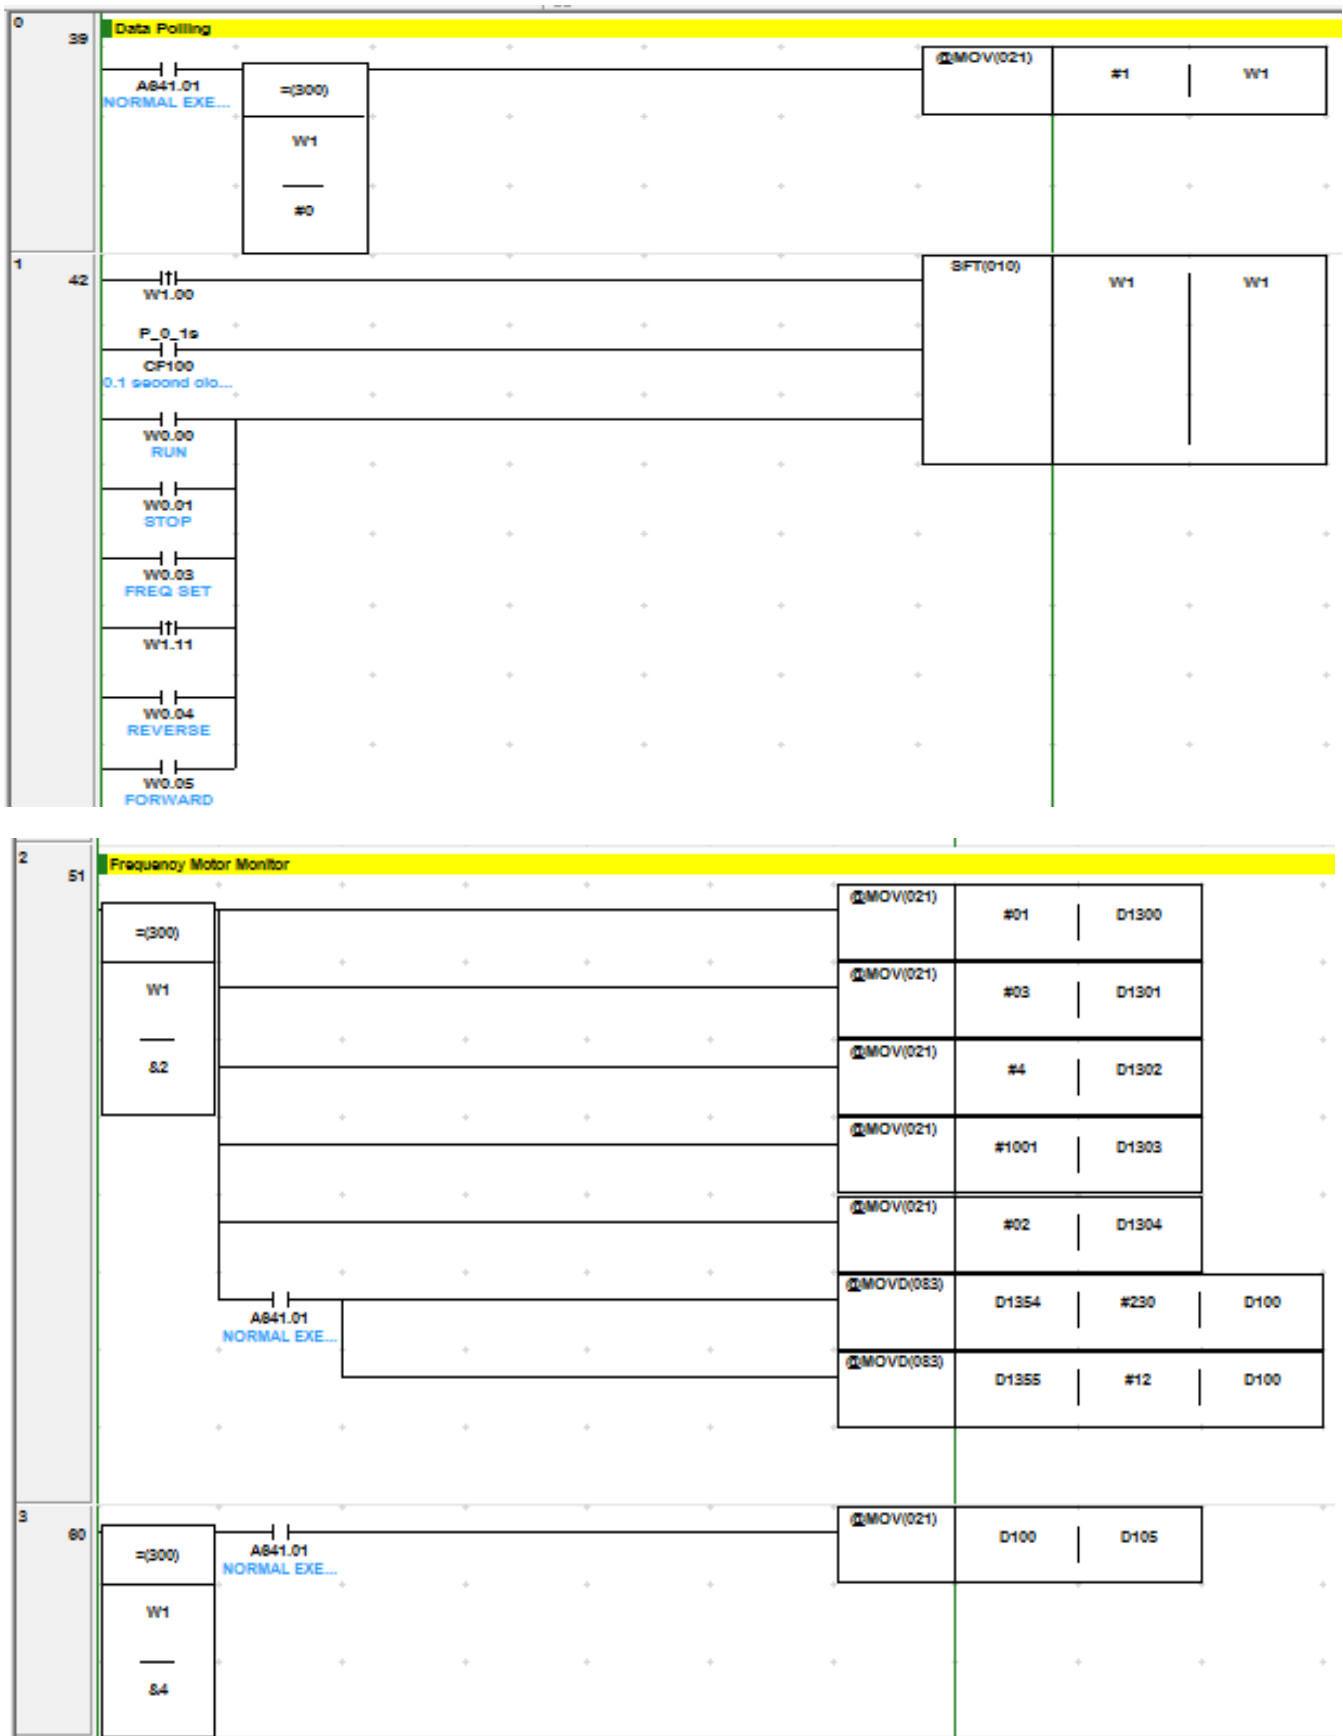 0
39
Data Polling
A641.01
NORMAL EXE...
=(300)
W1
#0
@MOV(021)
#1
W1
1
42
W1.00
P_0_1s
CF100
0.1 second clo...
W0.00
RUN
W0.01
STOP
W0.03
FREQ SET
W1.11
W0.04
REVERSE
W0.05
FORWARD
SFT(010)
W1
W1
2
51
Frequency Motor Monitor
=(300)
W1
&2
@MOV(021)
#01
D1300
@MOV(021)
#03
D1301
@MOV(021)
#4
D1302
@MOV(021)
#1001
D1303
@MOV(021)
#02
D1304
A641.01
NORMAL EXE...
@MOVD(083)
D1354
#230
D100
@MOVD(083)
D1355
#12
D100
3
60
=(300)
W1
&4
A641.01
NORMAL EXE...
@MOV(021)
D100
D105